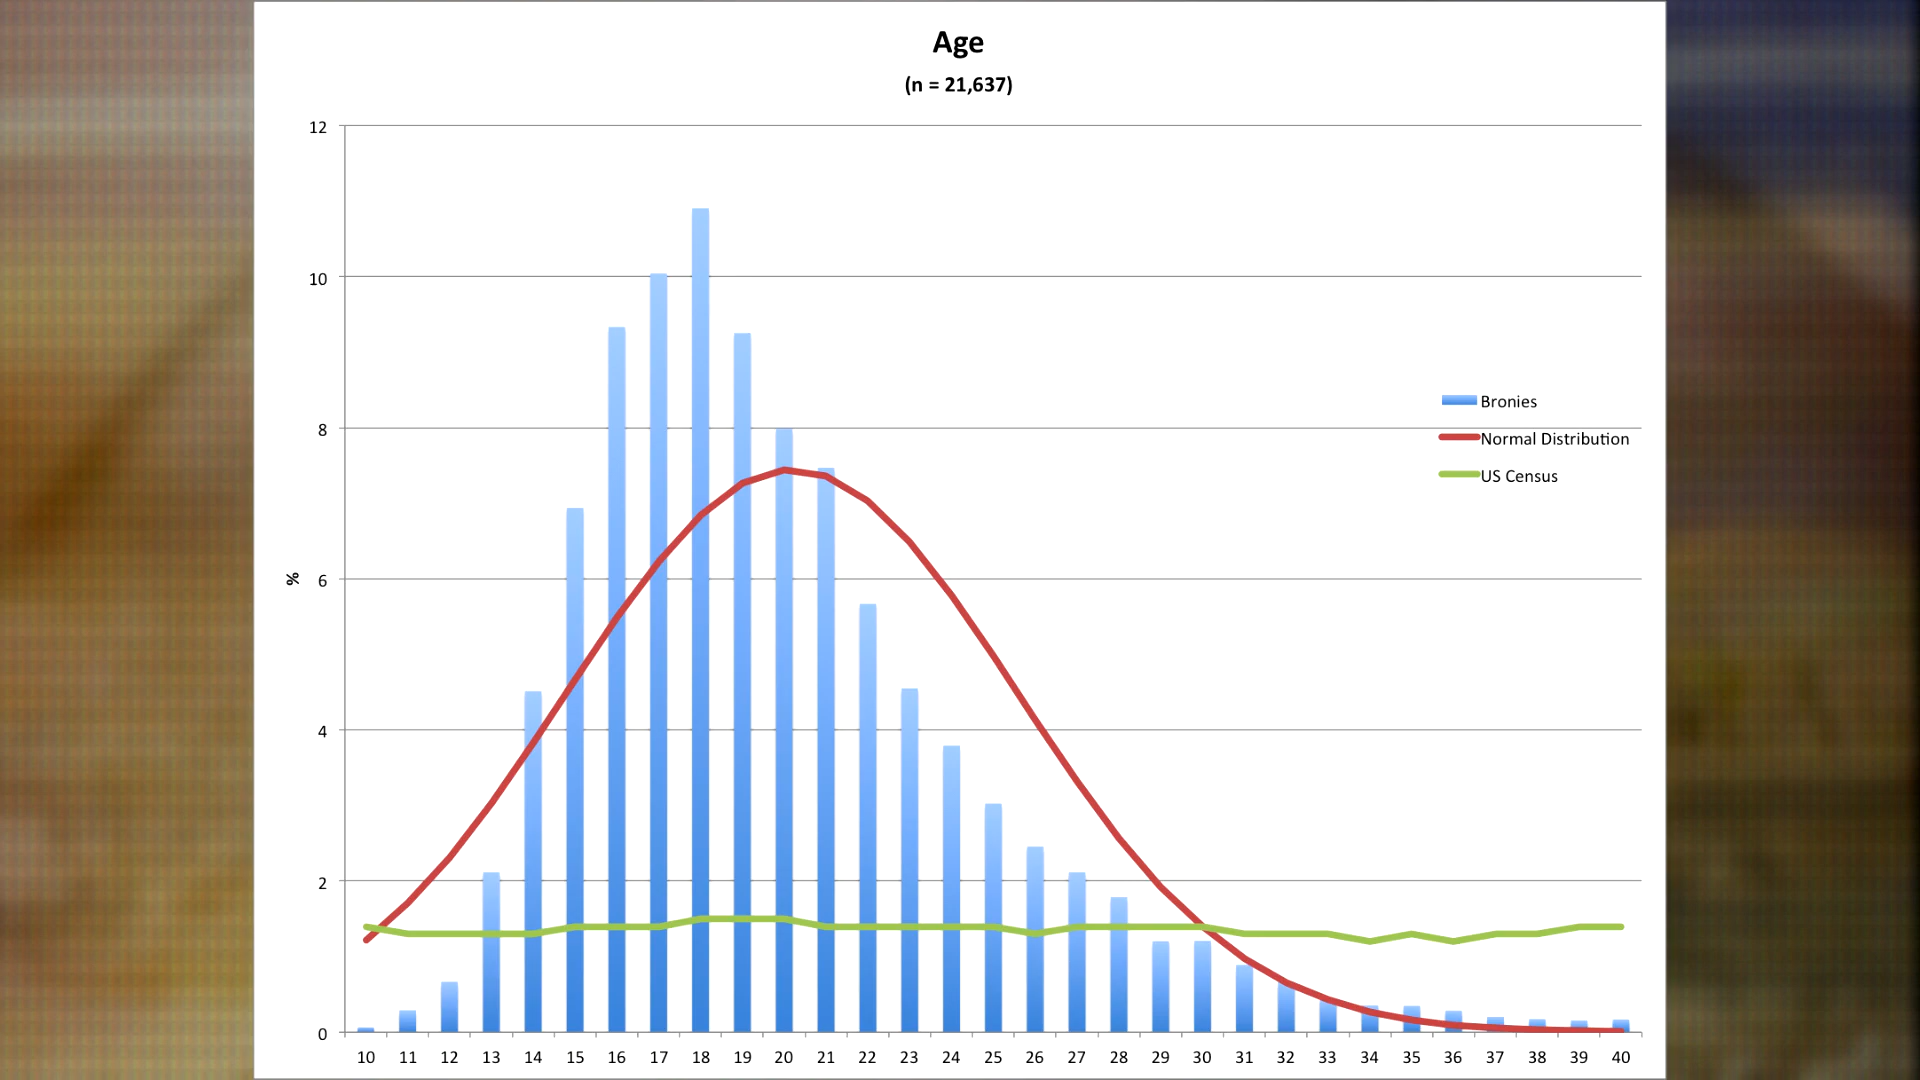 Age
(n = 21,637)
12
10
8
6
4
2
0
%
Bronies
Normal Distribution
US Census
10 11 12 13 14 15 16 17 18 19 20 21 22 23 24 25 26 27 28 29 30 31 32 33 34 35 36 37 38 39 40